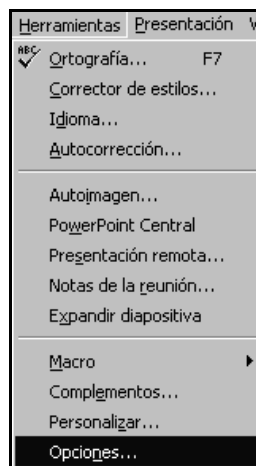 Herramientas Presentación V
ABC Ortografía... F7
Corrector de estilos...
Idioma...
Autocorrección...
Autoimagen...
PowerPoint Central
Presentación remota...
Notas de la reunión...
Expandir diapositiva
Macro
Complementos...
Personalizar...
Opciones...